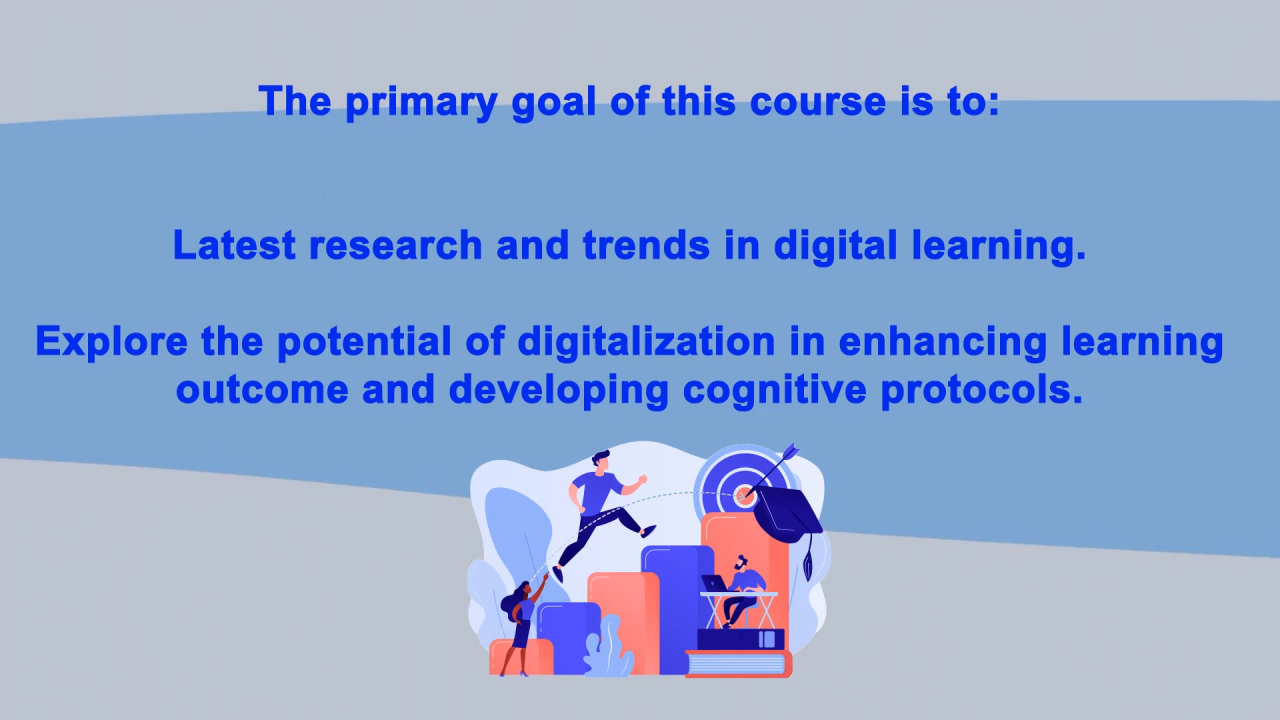 The primary goal of this course is to:
Latest research and trends in digital learning.
Explore the potential of digitalization in enhancing learning
outcome and developing cognitive protocols.